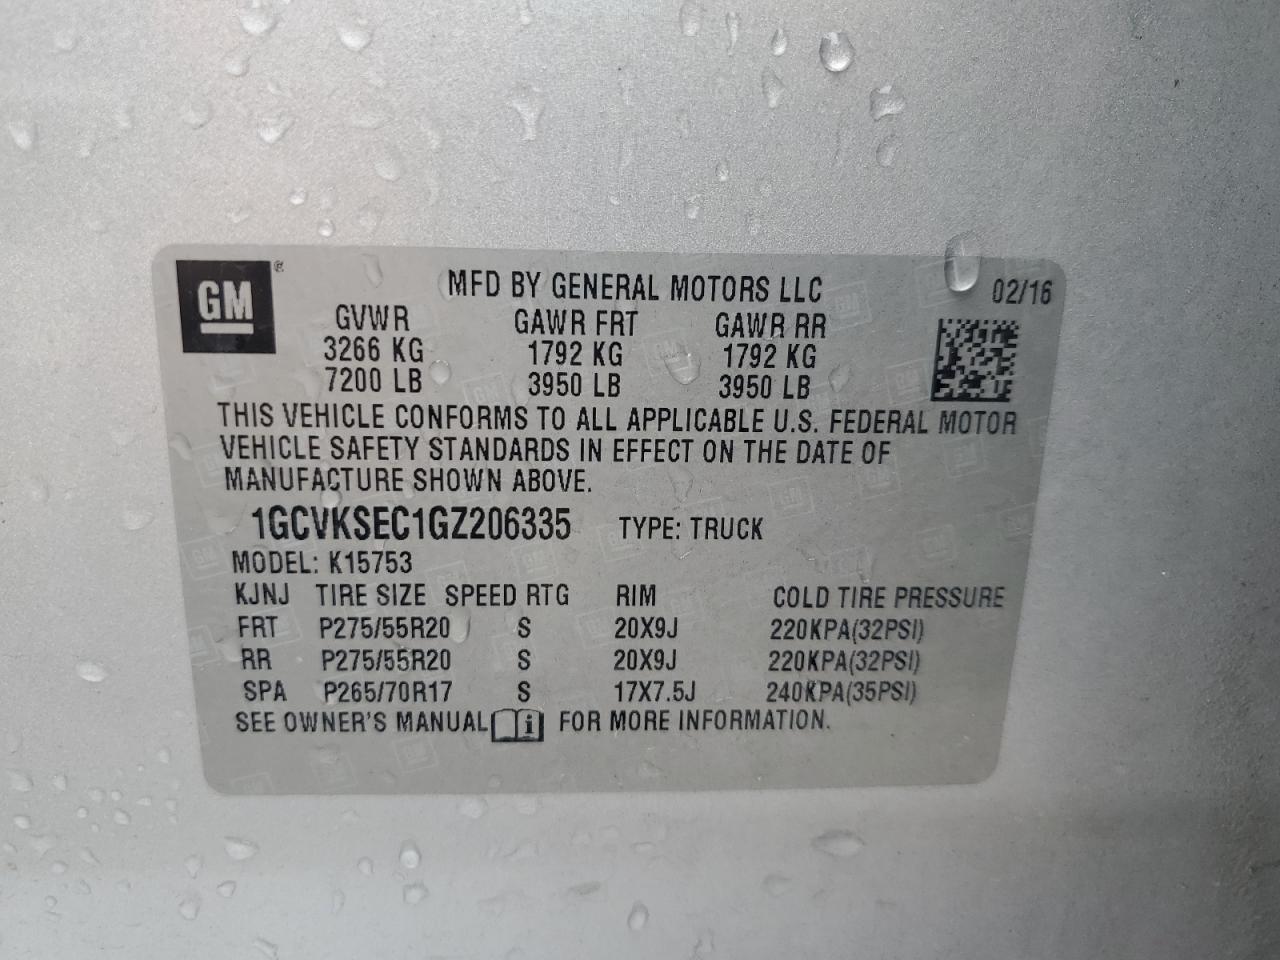 GM ®
MFD BY GENERAL MOTORS LLC 02/16
GVWR GAWR FRT GAWR RR
3266 KG 1792 KG 1792 KG
7200 LB 3950 LB 3950 LB
THIS VEHICLE CONFORMS TO ALL APPLICABLE U.S. FEDERAL MOTOR
VEHICLE SAFETY STANDARDS IN EFFECT ON THE DATE OF
MANUFACTURE SHOWN ABOVE.
1GCVKSEC1GZ206335 TYPE: TRUCK
MODEL: K15753
KJNJ TIRE SIZE SPEED RTG RIM COLD TIRE PRESSURE
FRT P275/55R20 S 20X9J 220KPA(32PSI)
RR P275/55R20 S 20X9J 220KPA(32PSI)
SPA P265/70R17 S 17X7.5J 240KPA(35PSI)
SEE OWNER'S MANUAL i FOR MORE INFORMATION.